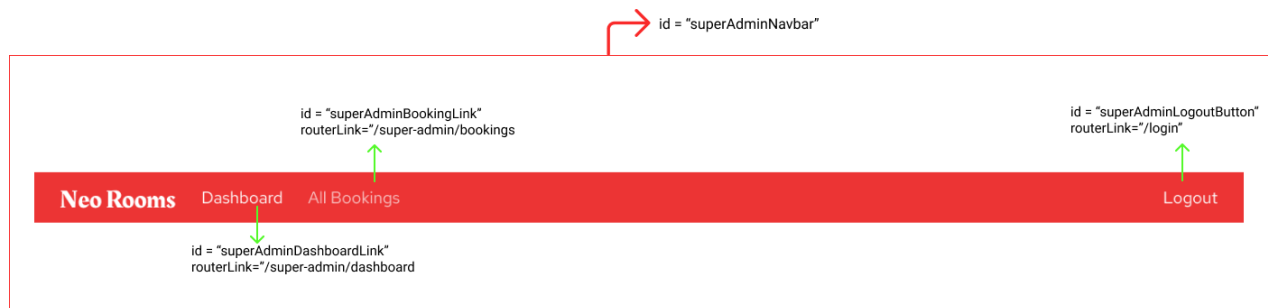 id = “superAdminNavbar”
id = “superAdminBookingLink”
routerLink=”/super-admin/bookings
id = “superAdminLogoutButton”
routerLink=”/login”
Neo Rooms Dashboard All Bookings Logout
id = “superAdminDashboardLink”
routerLink=”/super-admin/dashboard